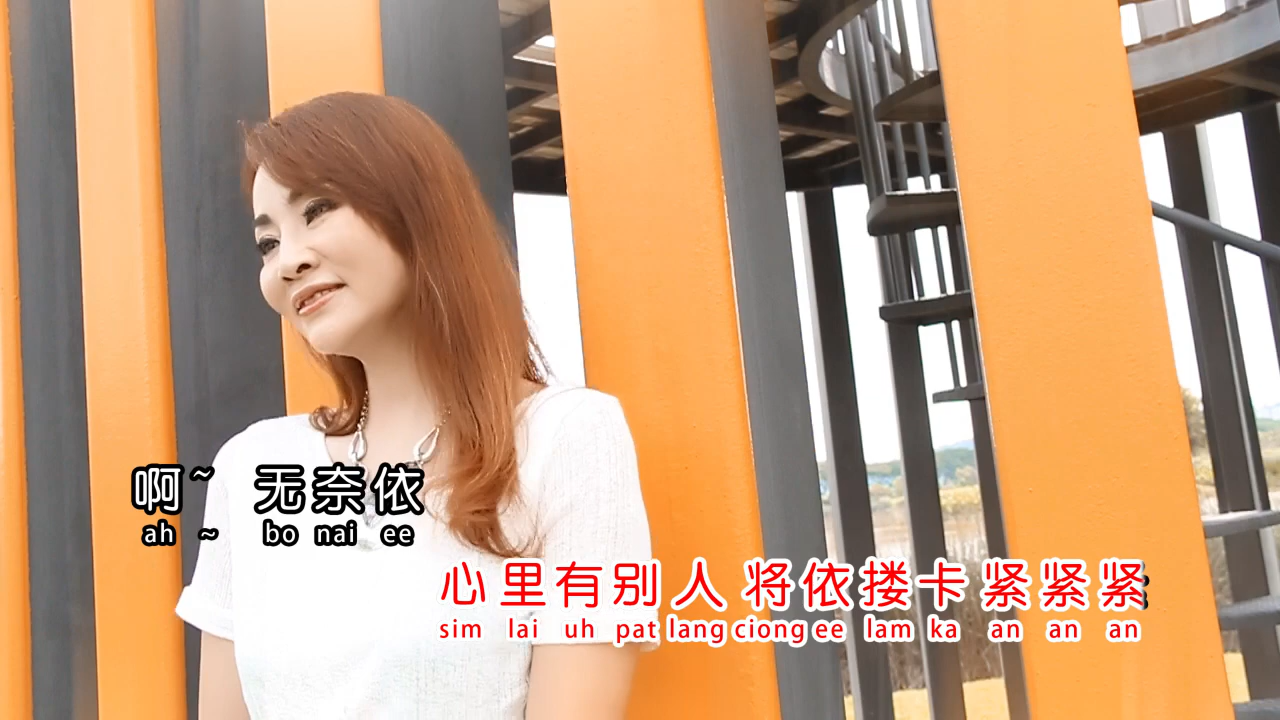 啊~ 无奈依
ah ~ bo nai ee
心里有别人 将依搂卡紧紧紧
sim lai uh pat lang ciong ee lam ka an an an